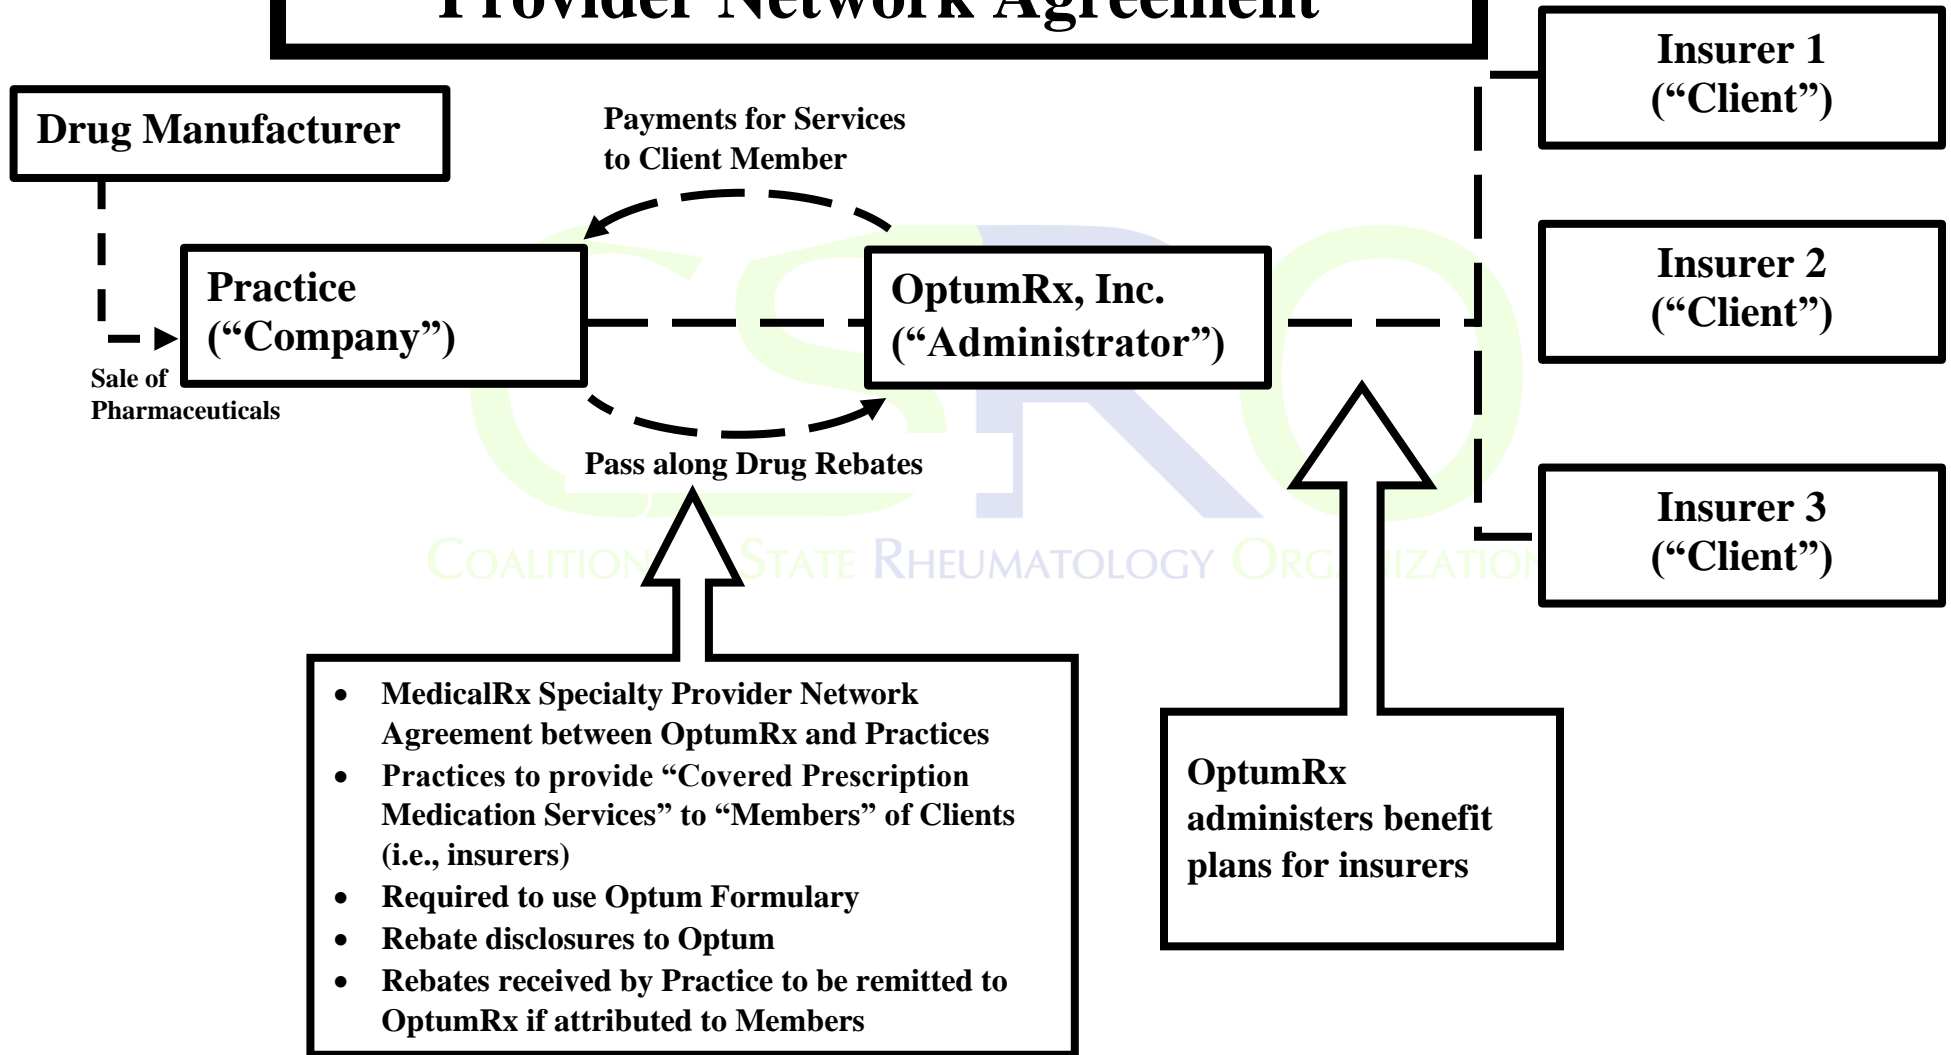 Provider Network Agreement
Insurer 1
(“Client”)
Drug Manufacturer
Payments for Services
to Client Member
Practice
(“Company”)
OptumRx, Inc.
(“Administrator”)
Insurer 2
(“Client”)
Sale of
Pharmaceuticals
Pass along Drug Rebates
Insurer 3
(“Client”)
CSRO
COALITION STATE RHEUMATOLOGY
• MedicalRx Specialty Provider Network
Agreement between OptumRx and Practices
• Practices to provide “Covered Prescription
Medication Services” to “Members” of Clients
(i.e., insurers)
• Required to use Optum Formulary
• Rebate disclosures to Optum
• Rebates received by Practice to be remitted to
OptumRx if attributed to Members
OptumRx
administers benefit
plans for insurers